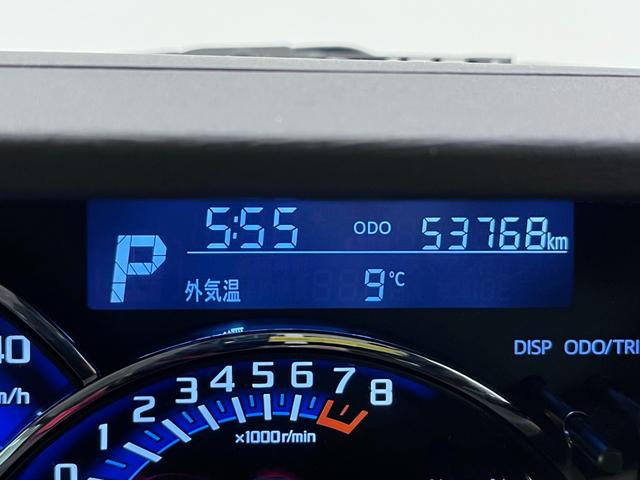 5:55 ODO 53768km
P
外気温 9℃
DISP ODO/TRI
40
m/h
0 1 2 3 4 5 6 7 8
×1000r/min